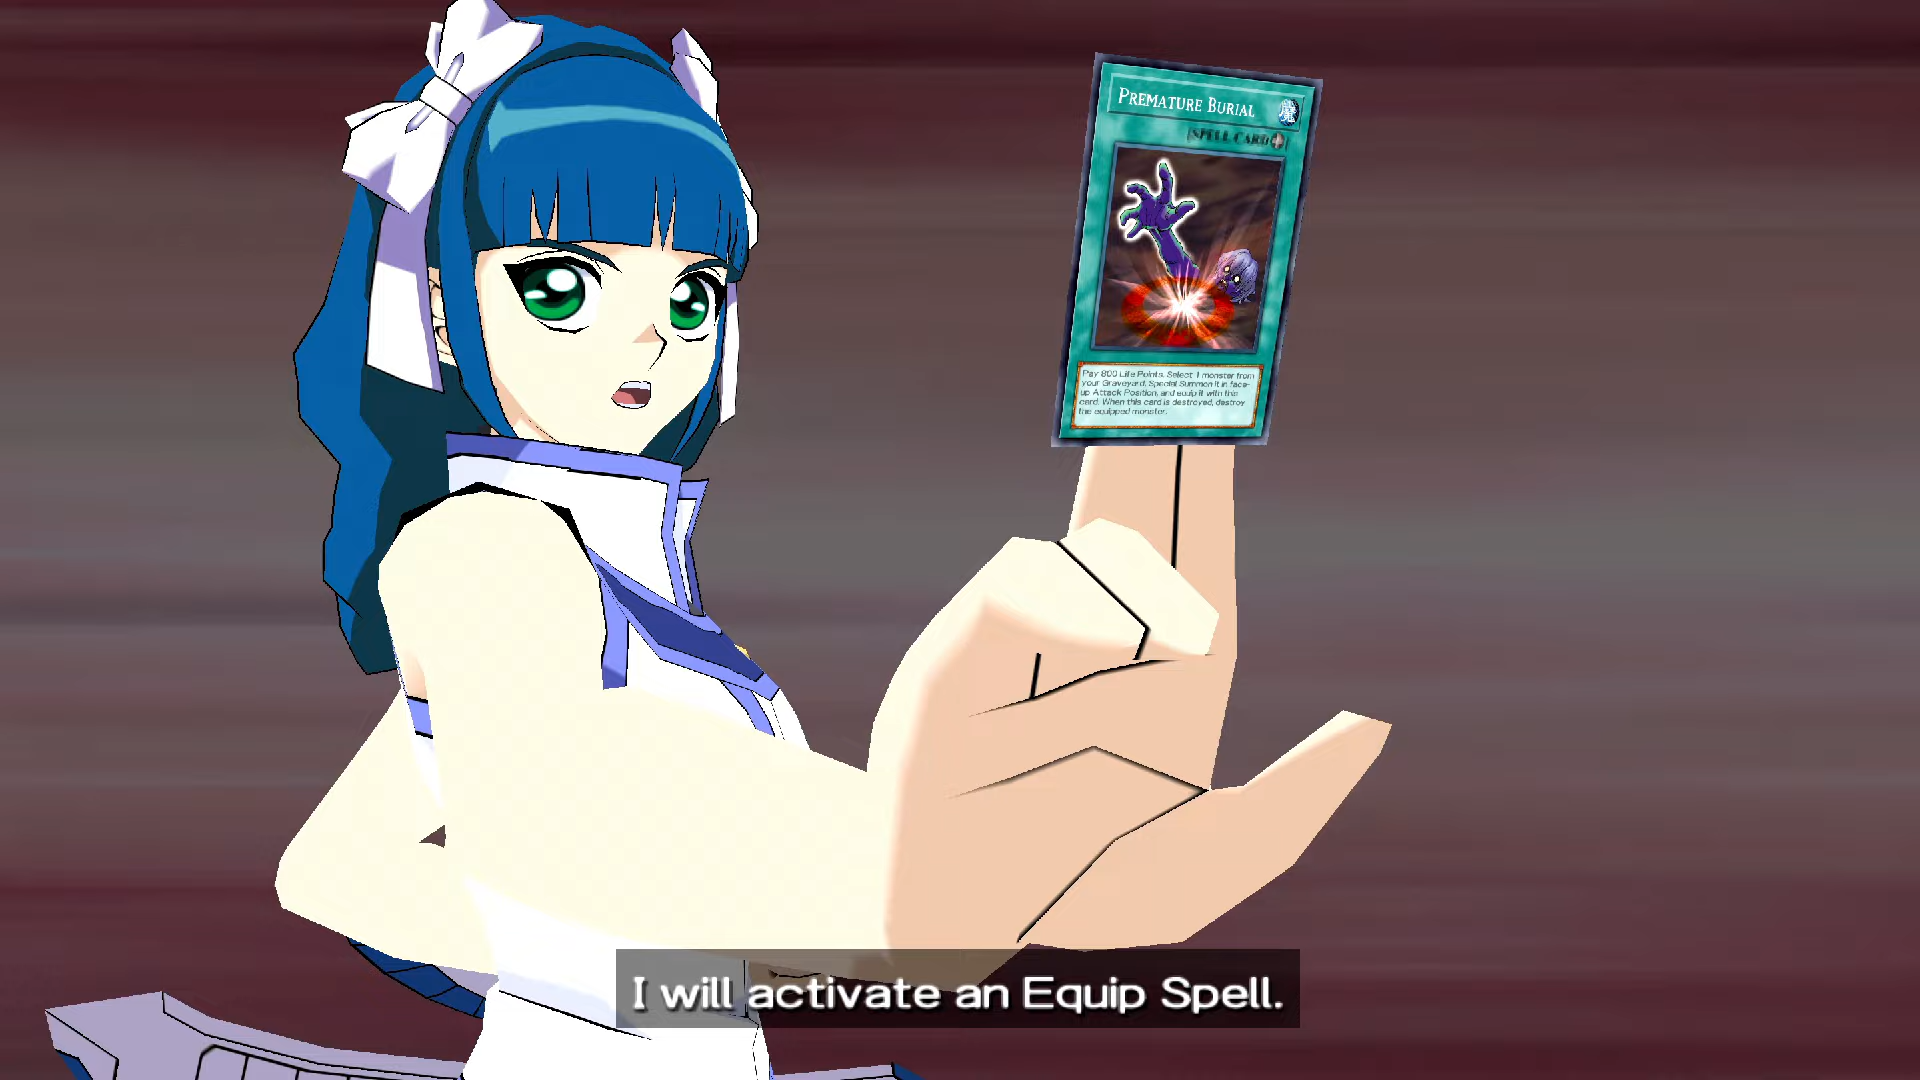 PREMATURE BURIAL
[SPELL CARD]
Pay 800 Life Points. Select 1 monster from
your Graveyard, Special Summon it in face-
up Attack Position, and equip it with this
card. When this card is destroyed, destroy
the equipped monster.
I will activate an Equip Spell.